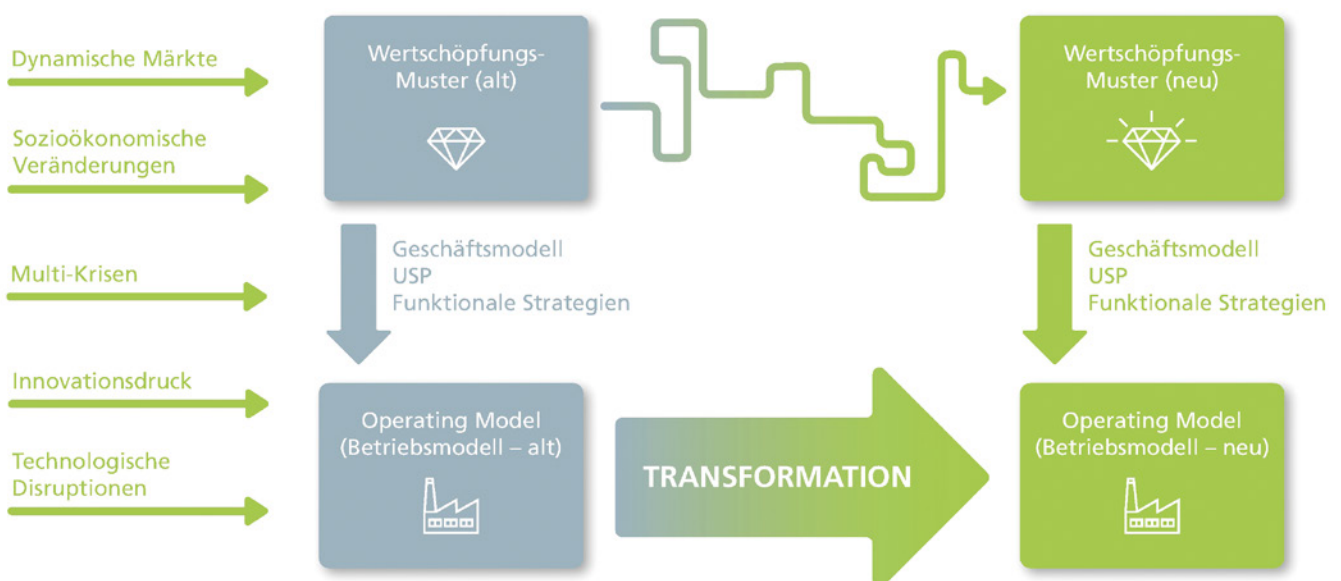 Dynamische Märkte
Sozioökonomische
Veränderungen
Multi-Krisen
Innovationsdruck
Technologische
Disruptionen
Wertschöpfungs-
Muster (alt)
Geschäftsmodell
USP
Funktionale Strategien
Operating Model
(Betriebsmodell – alt)
TRANSFORMATION
Wertschöpfungs-
Muster (neu)
Geschäftsmodell
USP
Funktionale Strategien
Operating Model
(Betriebsmodell – neu)